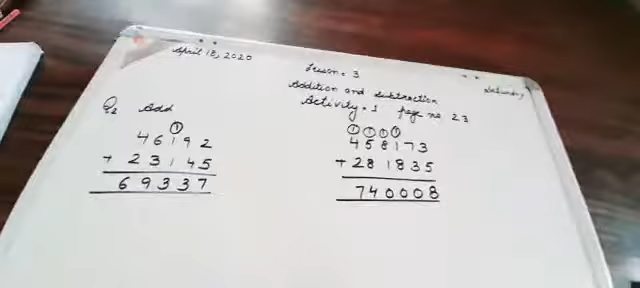 April 18, 2020
Saturday
Lesson: 3
Addition and subtraction
Activity: 1 page no 23
Q2 Add
1
46192
+ 23145
69337
1 1 1 1
458173
+ 281835
740008